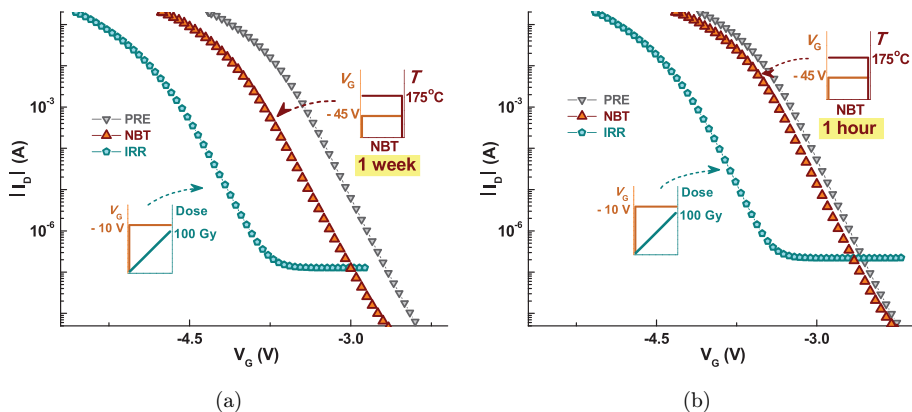 |I_D| (A)
10⁻³
10⁻⁶
PRE
NBT
IRR
V_G
T
175°C
- 45 V
NBT
1 week
V_G
Dose
- 10 V
100 Gy
-4.5
-3.0
V_G (V)
(a)
|I_D| (A)
10⁻³
10⁻⁶
PRE
NBT
IRR
V_G
T
175°C
- 45 V
NBT
1 hour
V_G
Dose
- 10 V
100 Gy
-4.5
-3.0
V_G (V)
(b)